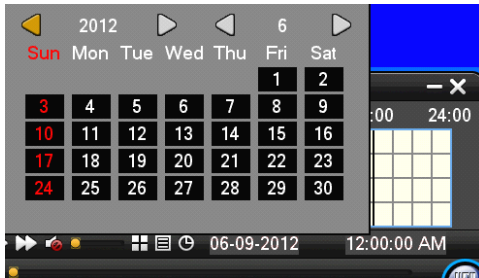 2012 6
Sun Mon Tue Wed Thu Fri Sat
1 2
3 4 5 6 7 8 9
10 11 12 13 14 15 16
17 18 19 20 21 22 23
24 25 26 27 28 29 30
:00 24:00
06-09-2012 12:00:00 AM